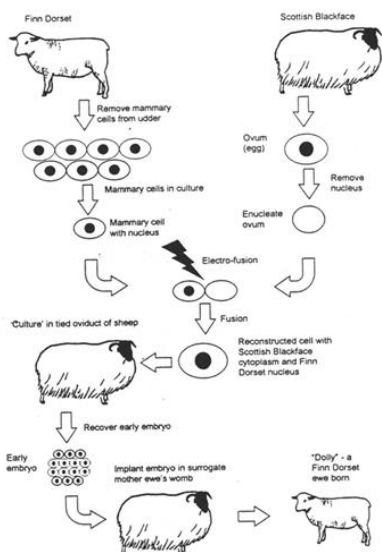 Finn Dorset
Scottish Blackface
Remove mammary
cells from udder
Ovum
(egg)
Mammary cells in culture
Remove
nucleus
Mammary cell
with nucleus
Enucleate
ovum
Electro-fusion
Fusion
'Culture' in tied oviduct of sheep
Reconstructed cell with
Scottish Blackface
cytoplasm and Finn
Dorset nucleus
Recover early embryo
Early
embryo
Implant embryo in surrogate
mother ewe's womb
"Dolly" - a
Finn Dorset
ewe born